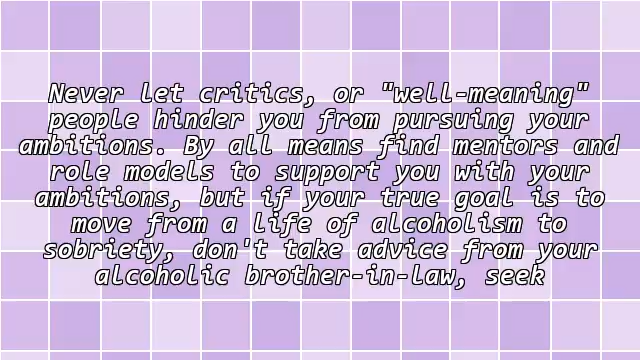 Never let critics, or "well-meaning"
people hinder you from pursuing your
ambitions. By all means find mentors and
role models to support you with your
ambitions, but if your true goal is to
move from a life of alcoholism to
sobriety, don't take advice from your
alcoholic brother-in-law, seek